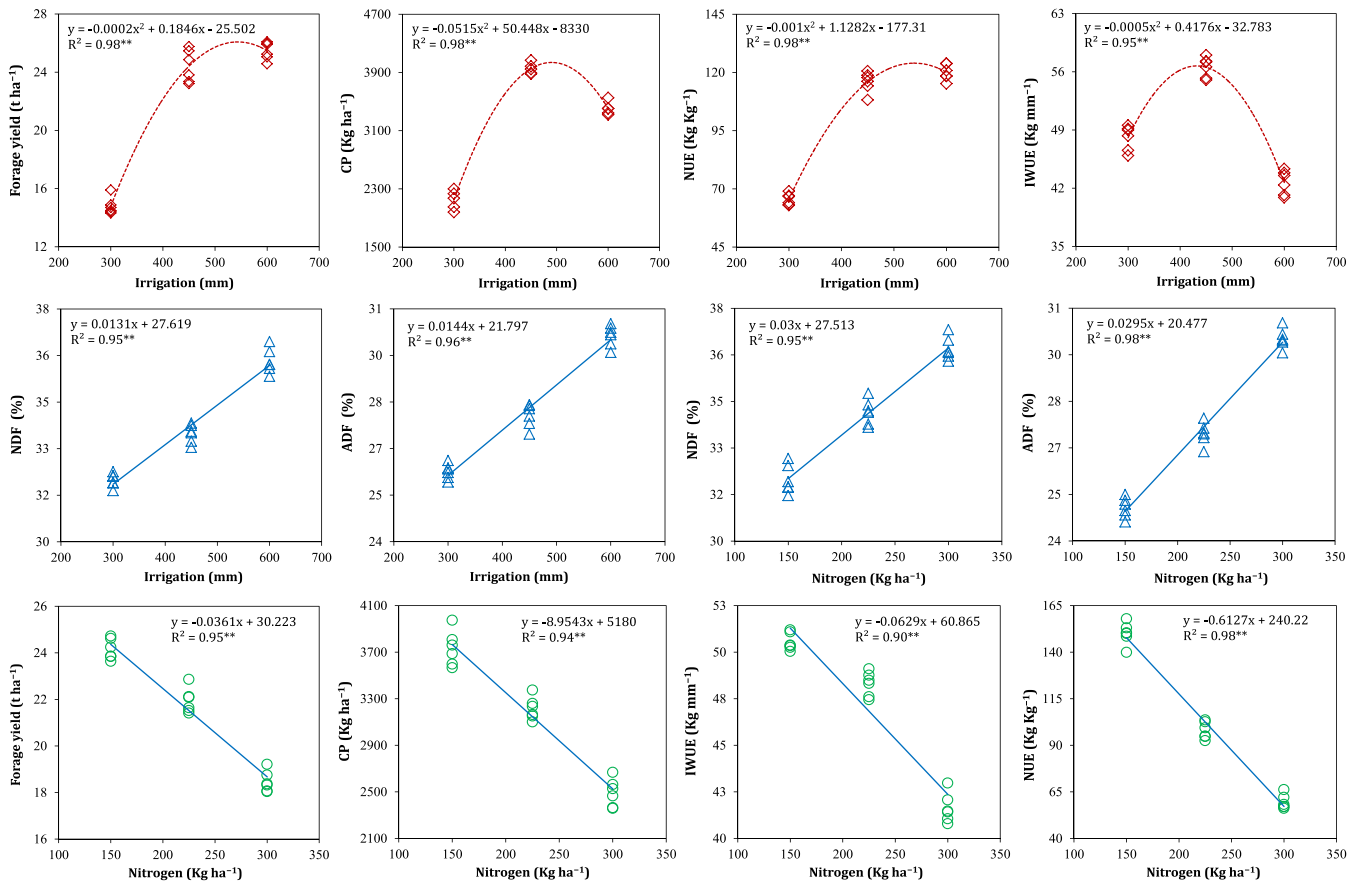 y = -0.0002x² + 0.1846x - 25.502
R² = 0.98**
Forage yield (t ha⁻¹)
28
24
20
16
12
200 300 400 500 600 700
Irrigation (mm)
y = -0.0515x² + 50.448x - 8330
R² = 0.98**
CP (Kg ha⁻¹)
4700
3900
3100
2300
1500
200 300 400 500 600 700
Irrigation (mm)
y = -0.001x² + 1.1282x - 177.31
R² = 0.98**
NUE (Kg Kg⁻¹)
145
120
95
70
45
200 300 400 500 600 700
Irrigation (mm)
y = -0.0005x² + 0.4176x - 32.783
R² = 0.95**
IWUE (Kg mm⁻¹)
63
56
49
42
35
200 300 400 500 600 700
Irrigation (mm)
y = 0.0131x + 27.619
R² = 0.95**
NDF (%)
38
36
35
33
32
30
200 300 400 500 600 700
Irrigation (mm)
y = 0.0144x + 21.797
R² = 0.96**
ADF (%)
31
30
28
27
25
24
200 300 400 500 600 700
Irrigation (mm)
y = 0.03x + 27.513
R² = 0.95**
NDF (%)
38
36
35
33
32
30
100 150 200 250 300 350
Nitrogen (Kg ha⁻¹)
y = 0.0295x + 20.477
R² = 0.98**
ADF (%)
31
30
28
27
25
24
100 150 200 250 300 350
Nitrogen (Kg ha⁻¹)
y = -0.0361x + 30.223
R² = 0.95**
Forage yield (t ha⁻¹)
26
24
22
20
18
16
100 150 200 250 300 350
Nitrogen (Kg ha⁻¹)
y = -8.9543x + 5180
R² = 0.94**
CP (Kg ha⁻¹)
4100
3700
3300
2900
2500
2100
100 150 200 250 300 350
Nitrogen (Kg ha⁻¹)
y = -0.0629x + 60.865
R² = 0.90**
IWUE (Kg mm⁻¹)
53
50
48
45
43
40
100 150 200 250 300 350
Nitrogen (Kg ha⁻¹)
y = -0.6127x + 240.22
R² = 0.98**
NUE (Kg Kg⁻¹)
165
140
115
90
65
40
100 150 200 250 300 350
Nitrogen (Kg ha⁻¹)